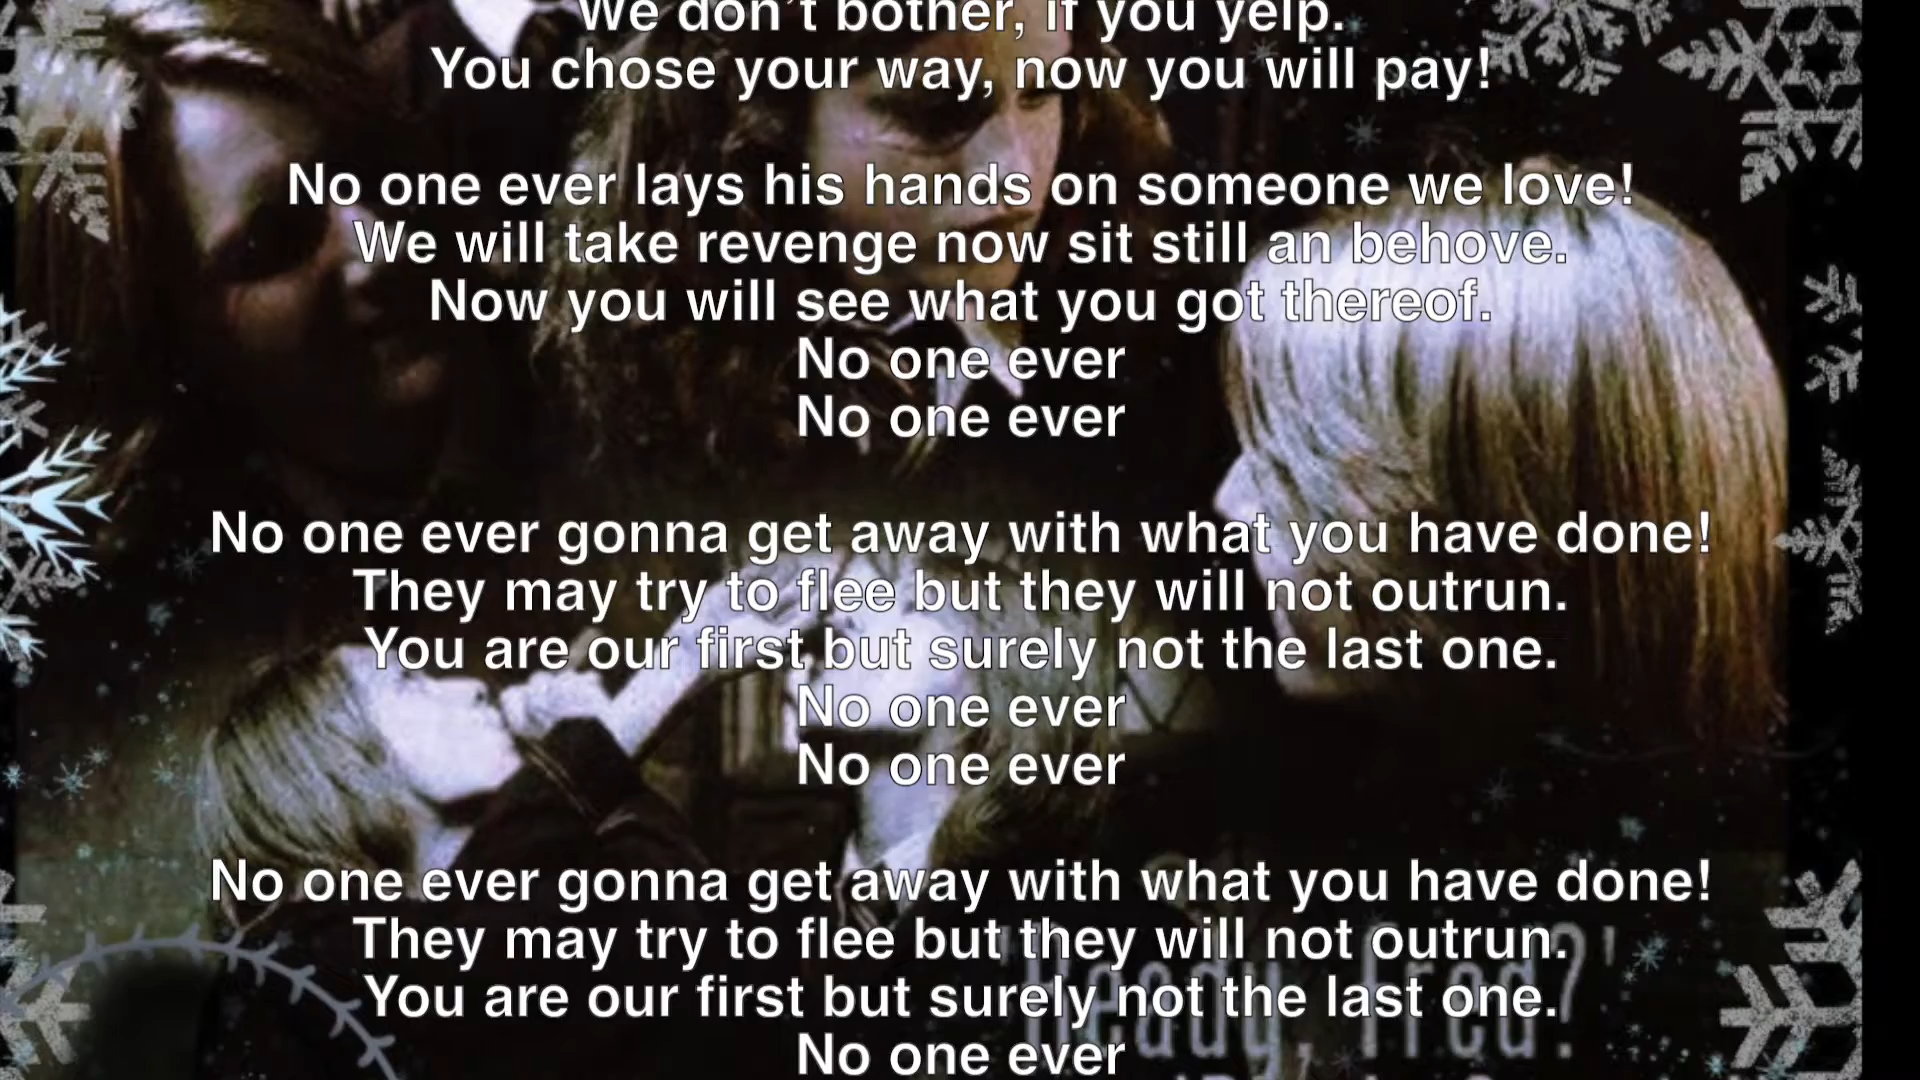 We don't bother, if you yelp.
You chose your way, now you will pay!
No one ever lays his hands on someone we love!
We will take revenge now sit still an behove.
Now you will see what you got thereof.
No one ever
No one ever
No one ever gonna get away with what you have done!
They may try to flee but they will not outrun.
You are our first but surely not the last one.
No one ever
No one ever
No one ever gonna get away with what you have done!
They may try to flee but they will not outrun.
You are our first but surely not the last one.
No one ever
'Ready, Fred?'